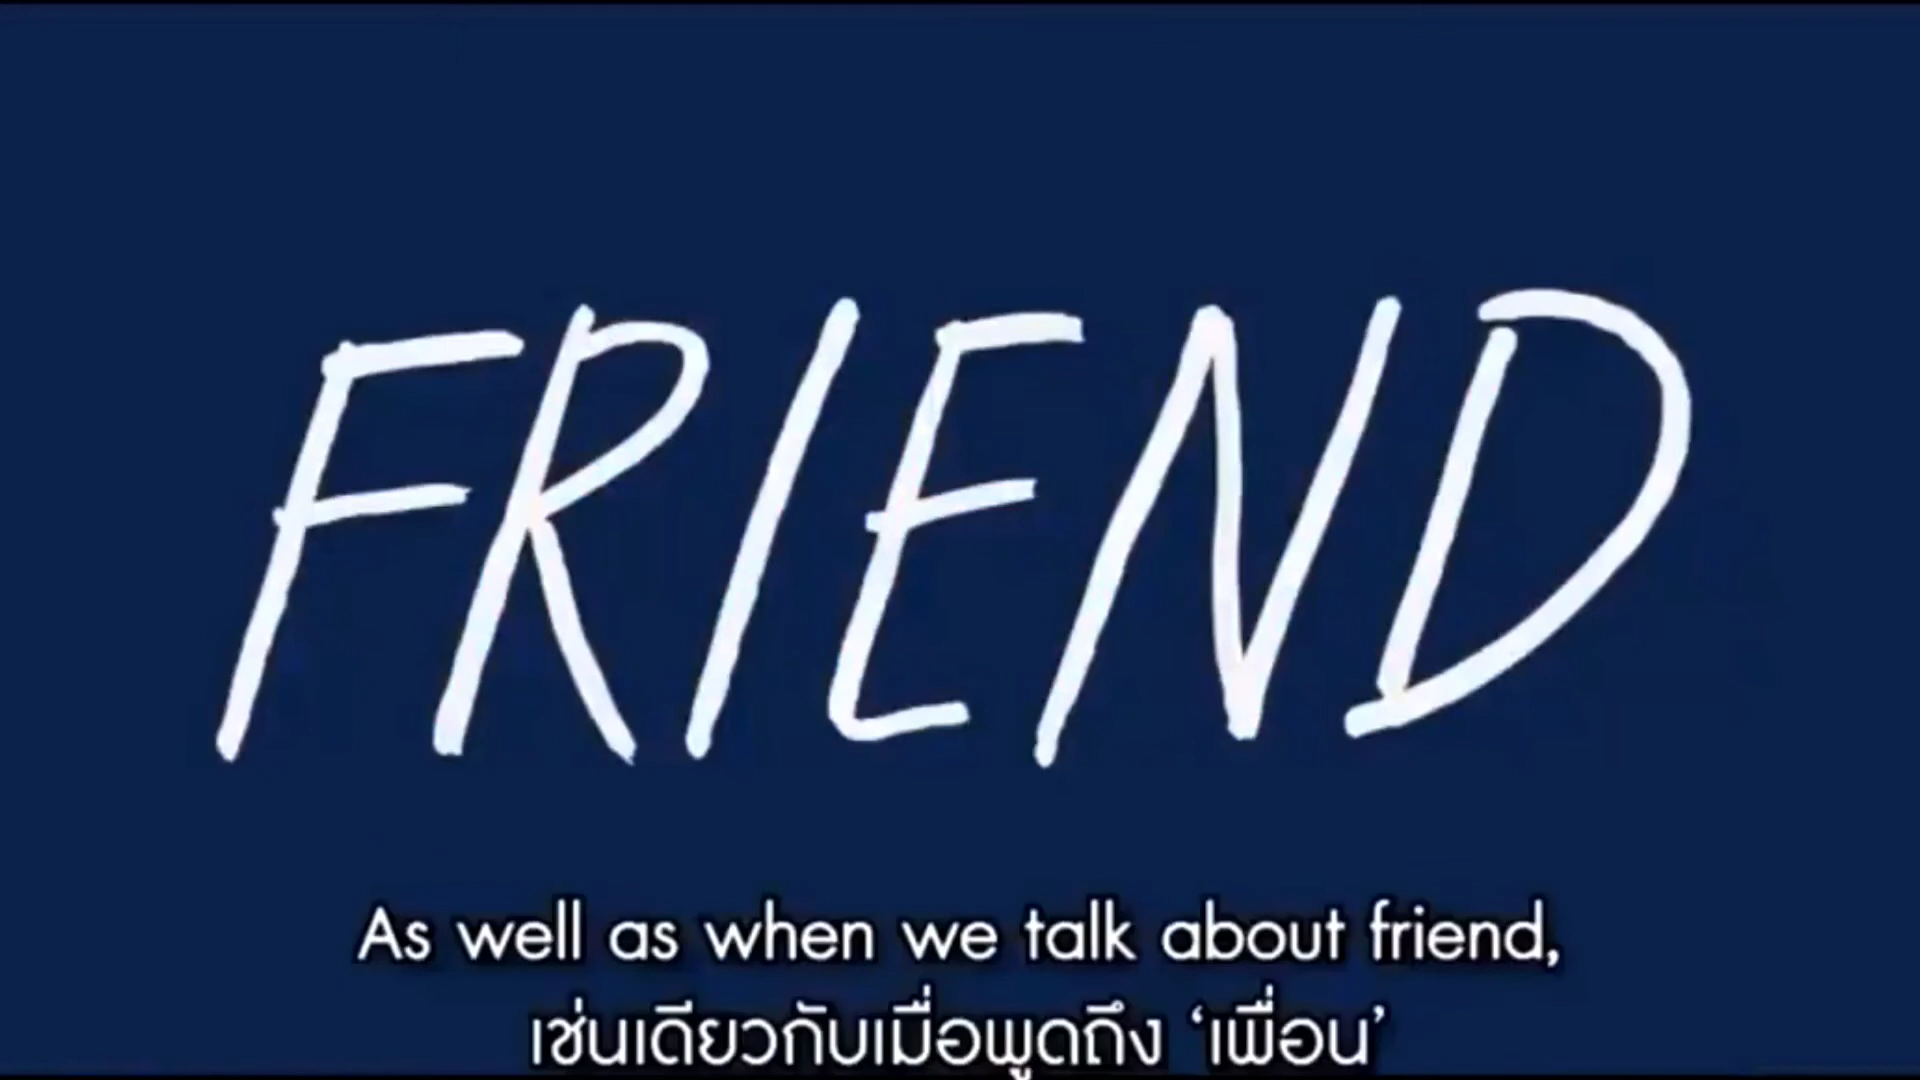 FRIEND
As well as when we talk about friend,
เช่นเดียวกับเมื่อพูดถึง ‘เพื่อน’